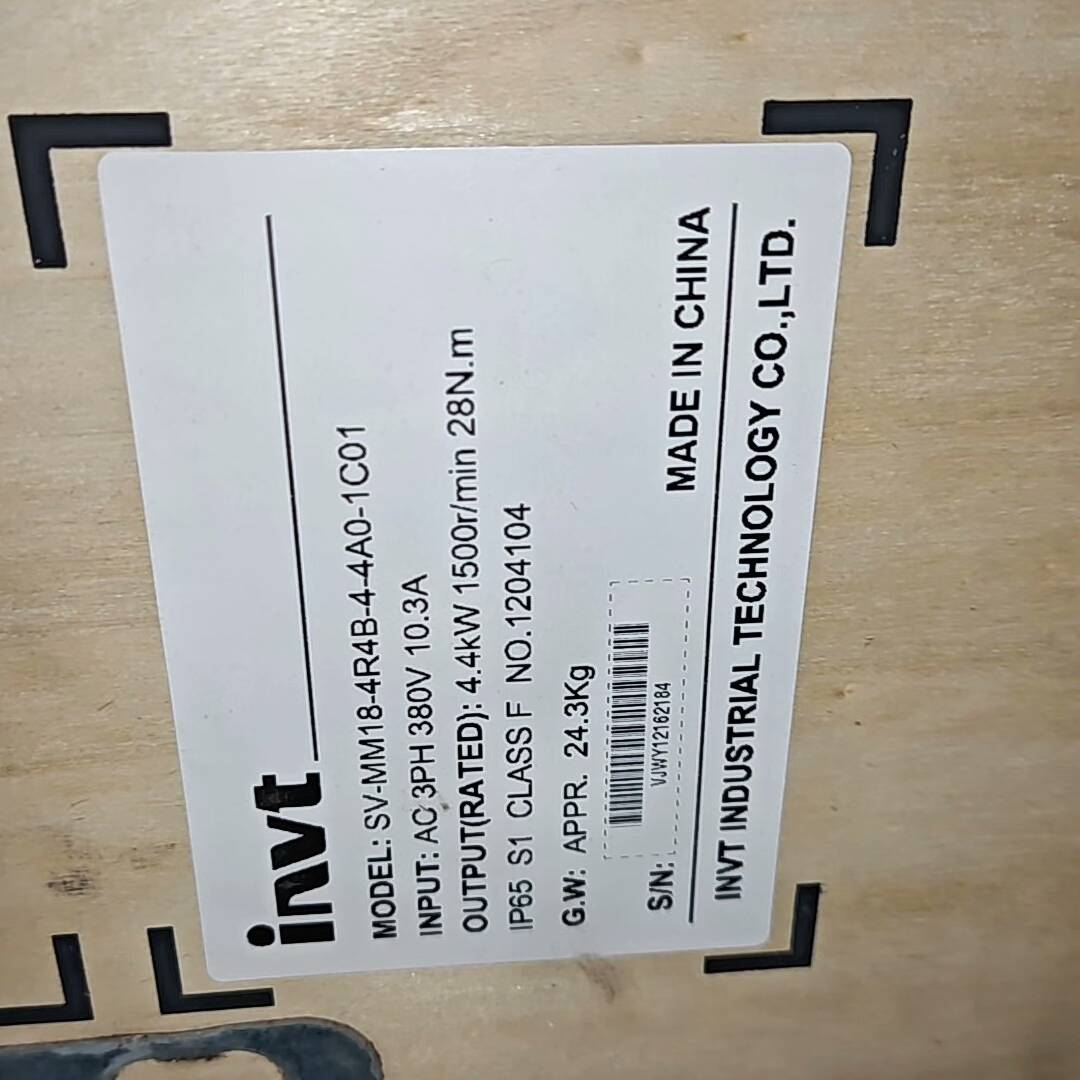 invt
MODEL: SV-MM18-4R4B-4-4A0-1C01
INPUT: AC 3PH 380V 10.3A
OUTPUT(RATED): 4.4kW 1500r/min 28N.m
IP65 S1 CLASS F NO.1204104
G.W: APPR. 24.3Kg
S/N: VJWY12162184
MADE IN CHINA
INVT INDUSTRIAL TECHNOLOGY CO.,LTD.